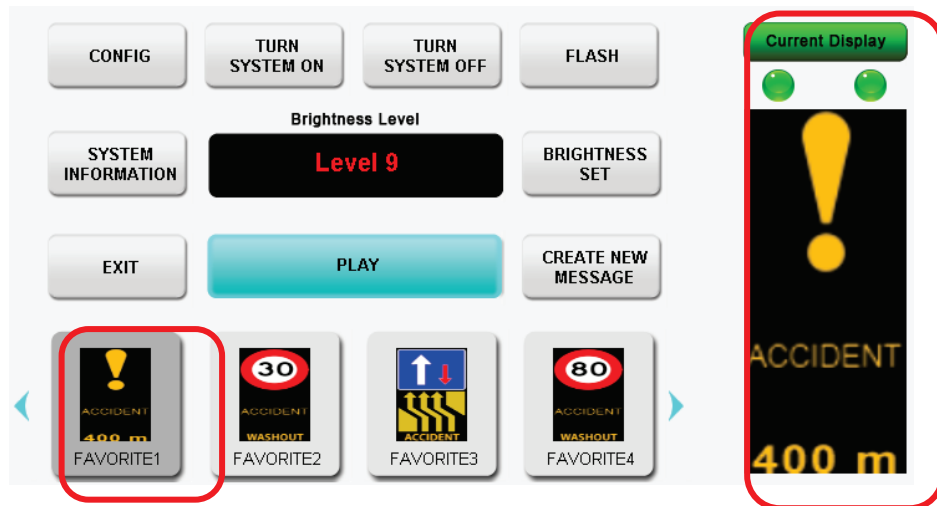 CONFIG
TURN
SYSTEM ON
TURN
SYSTEM OFF
FLASH
Current Display
Brightness Level
SYSTEM
INFORMATION
Level 9
BRIGHTNESS
SET
EXIT
PLAY
CREATE NEW
MESSAGE
ACCIDENT
400 m
FAVORITE1
30
ACCIDENT
WASHOUT
FAVORITE2
ACCIDENT
FAVORITE3
80
ACCIDENT
WASHOUT
FAVORITE4
ACCIDENT
400 m